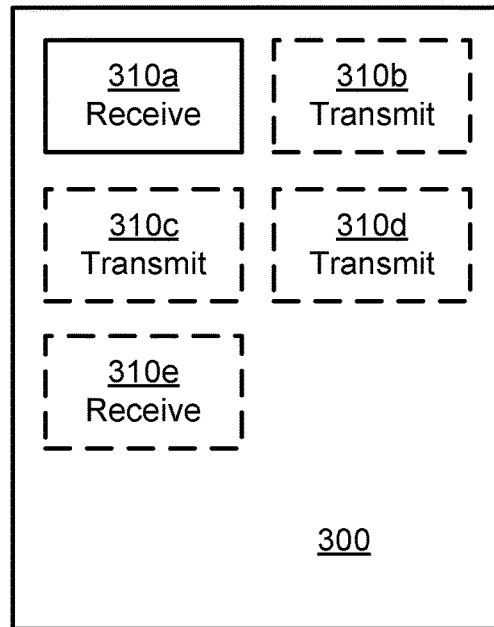 310a
Receive
310b
Transmit
310c
Transmit
310d
Transmit
310e
Receive
300